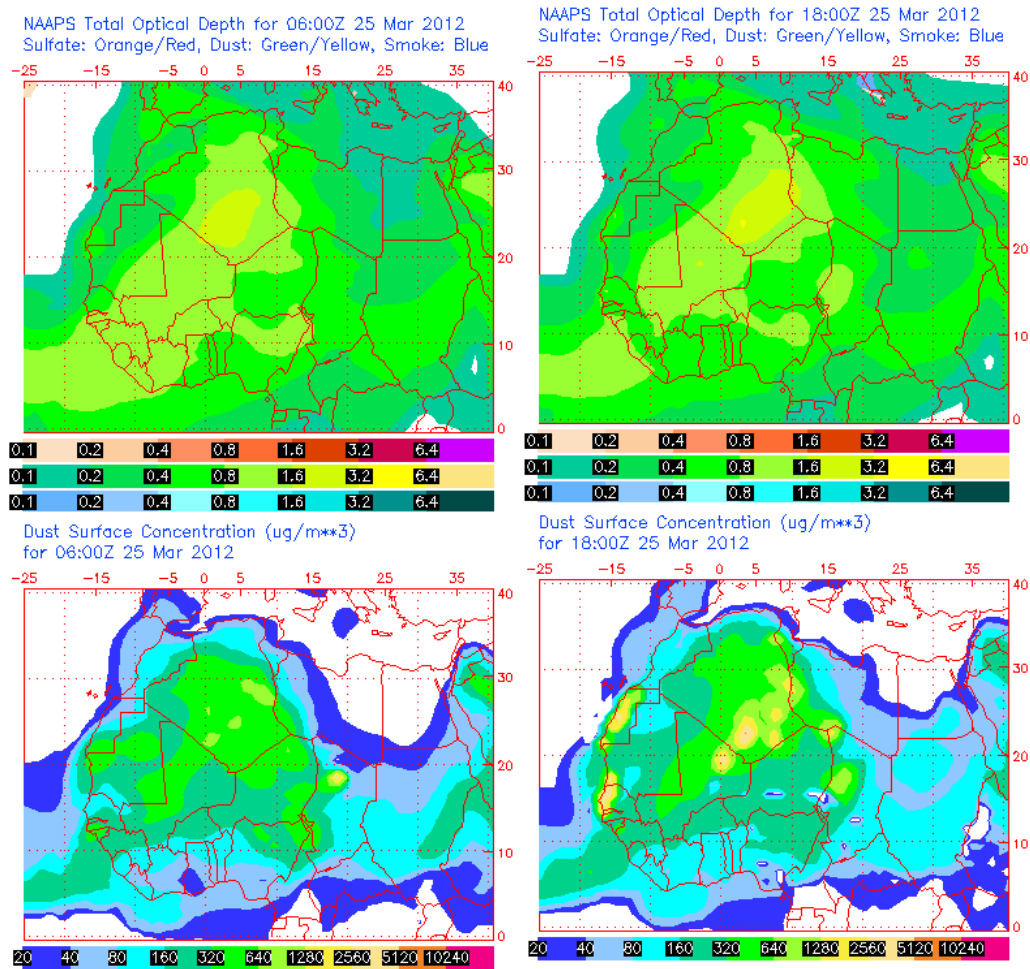 NAAPS Total Optical Depth for 06:00Z 25 Mar 2012
Sulfate: Orange/Red, Dust: Green/Yellow, Smoke: Blue
-25 -15 -5 0 5 15 25 35
40
30
20
10
0
0.1 0.2 0.4 0.8 1.6 3.2 6.4
0.1 0.2 0.4 0.8 1.6 3.2 6.4
0.1 0.2 0.4 0.8 1.6 3.2 6.4
NAAPS Total Optical Depth for 18:00Z 25 Mar 2012
Sulfate: Orange/Red, Dust: Green/Yellow, Smoke: Blue
-25 -15 -5 0 5 15 25 35
40
30
20
10
0
0.1 0.2 0.4 0.8 1.6 3.2 6.4
0.1 0.2 0.4 0.8 1.6 3.2 6.4
0.1 0.2 0.4 0.8 1.6 3.2 6.4
Dust Surface Concentration (ug/m**3)
for 06:00Z 25 Mar 2012
-25 -15 -5 0 5 15 25 35
40
30
20
10
0
20 40 80 160 320 640 1280 2560 5120 10240
Dust Surface Concentration (ug/m**3)
for 18:00Z 25 Mar 2012
-25 -15 -5 0 5 15 25 35
40
30
20
10
0
20 40 80 160 320 640 1280 2560 5120 10240